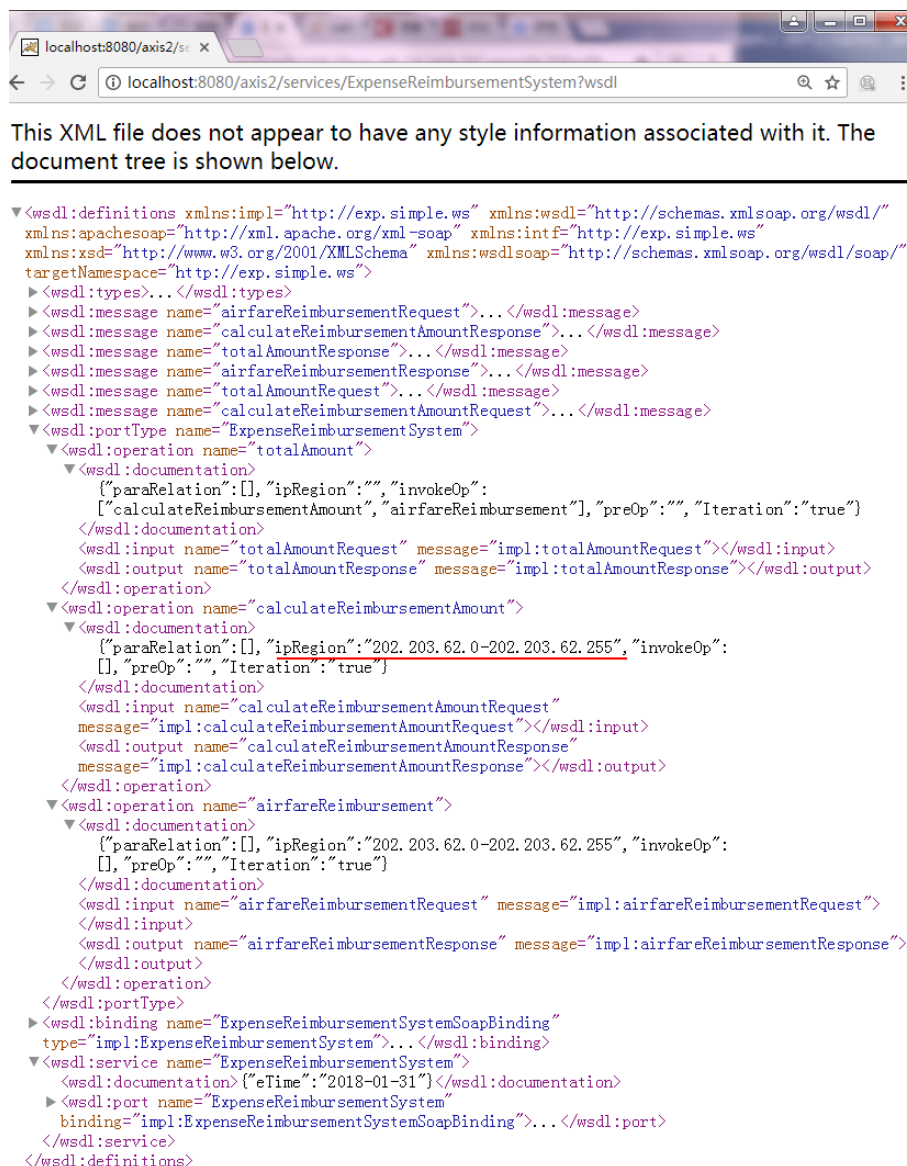 localhost:8080/axis2/se ×
localhost:8080/axis2/services/ExpenseReimbursementSystem?wsdl
This XML file does not appear to have any style information associated with it. The
document tree is shown below.
▼<wsdl:definitions xmlns:impl="http://exp.simple.ws" xmlns:wsdl="http://schemas.xmlsoap.org/wsdl/"
xmlns:apachesoap="http://xml.apache.org/xml-soap" xmlns:intf="http://exp.simple.ws"
xmlns:xsd="http://www.w3.org/2001/XMLSchema" xmlns:wsdlsoap="http://schemas.xmlsoap.org/wsdl/soap/"
targetNamespace="http://exp.simple.ws">
▶<wsdl:types>...</wsdl:types>
▶<wsdl:message name="airfareReimbursementRequest">...</wsdl:message>
▶<wsdl:message name="calculateReimbursementAmountResponse">...</wsdl:message>
▶<wsdl:message name="totalAmountResponse">...</wsdl:message>
▶<wsdl:message name="airfareReimbursementResponse">...</wsdl:message>
▶<wsdl:message name="totalAmountRequest">...</wsdl:message>
▶<wsdl:message name="calculateReimbursementAmountRequest">...</wsdl:message>
▼<wsdl:portType name="ExpenseReimbursementSystem">
▼<wsdl:operation name="totalAmount">
▼<wsdl:documentation>
{"paraRelation":[],"ipRegion":"","invokeOp":
["calculateReimbursementAmount","airfareReimbursement"],"preOp":"","Iteration":"true"}
</wsdl:documentation>
<wsdl:input name="totalAmountRequest" message="impl:totalAmountRequest"></wsdl:input>
<wsdl:output name="totalAmountResponse" message="impl:totalAmountResponse"></wsdl:output>
</wsdl:operation>
▼<wsdl:operation name="calculateReimbursementAmount">
▼<wsdl:documentation>
{"paraRelation":[],"ipRegion":"202.203.62.0-202.203.62.255","invokeOp":
[],"preOp":"","Iteration":"true"}
</wsdl:documentation>
<wsdl:input name="calculateReimbursementAmountRequest"
message="impl:calculateReimbursementAmountRequest"></wsdl:input>
<wsdl:output name="calculateReimbursementAmountResponse"
message="impl:calculateReimbursementAmountResponse"></wsdl:output>
</wsdl:operation>
▼<wsdl:operation name="airfareReimbursement">
▼<wsdl:documentation>
{"paraRelation":[],"ipRegion":"202.203.62.0-202.203.62.255","invokeOp":
[],"preOp":"","Iteration":"true"}
</wsdl:documentation>
<wsdl:input name="airfareReimbursementRequest" message="impl:airfareReimbursementRequest">
</wsdl:input>
<wsdl:output name="airfareReimbursementResponse" message="impl:airfareReimbursementResponse">
</wsdl:output>
</wsdl:operation>
</wsdl:portType>
▶<wsdl:binding name="ExpenseReimbursementSystemSoapBinding"
type="impl:ExpenseReimbursementSystem">...</wsdl:binding>
▼<wsdl:service name="ExpenseReimbursementSystem">
<wsdl:documentation>{"eTime":"2018-01-31"}</wsdl:documentation>
▶<wsdl:port name="ExpenseReimbursementSystem"
binding="impl:ExpenseReimbursementSystemSoapBinding">...</wsdl:port>
</wsdl:service>
</wsdl:definitions>